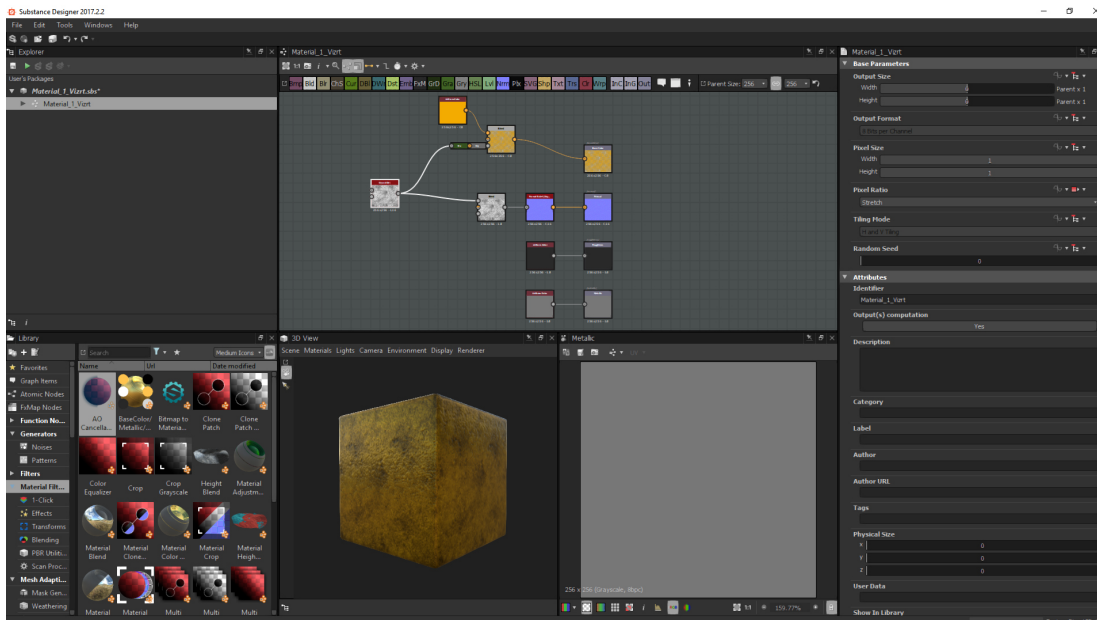 Substance Designer 2017.2.2
File Edit Tools Windows Help
Explorer
User's Packages
Material_1_Vizrt.sbs*
Material_1_Vizrt
Material_1_Vizrt
Parent Size: 256
256
Library
Search
Medium Icons
Name Url Date modified
Favorites
Graph Items
Atomic Nodes
FxMap Nodes
Function No...
Generators
Noises
Patterns
Filters
Material Filt...
1-Click
Effects
Transforms
Blending
PBR Utiliti...
Scan Proc...
Mesh Adapti...
Mask Gen...
Weathering
AO Cancella...
BaseColor/ Metallic/...
Bitmap to Materia...
Clone Patch
Clone Patch ...
Color Equalizer
Crop
Crop Grayscale
Height Blend
Material Adjustm...
Material Blend
Material Clone...
Material Color ...
Material Crop
Material Heigh...
Material
Material
Multi
Multi
Multi
3D View
Scene Materials Lights Camera Environment Display Renderer
Metallic
256 x 256 (Grayscale, 8bpc)
1:1
159.77%
Material_1_Vizrt
Base Parameters
Output Size
Width 0 Parent x 1
Height 0 Parent x 1
Output Format
8 Bits per Channel
Pixel Size
Width 1
Height 1
Pixel Ratio
Stretch
Tiling Mode
H and V Tiling
Random Seed
0
Attributes
Identifier
Material_1_Vizrt
Output(s) computation
Yes
Description
Category
Label
Author
Author URL
Tags
Physical Size
X 0
Y 0
Z 0
User Data
Show In Library